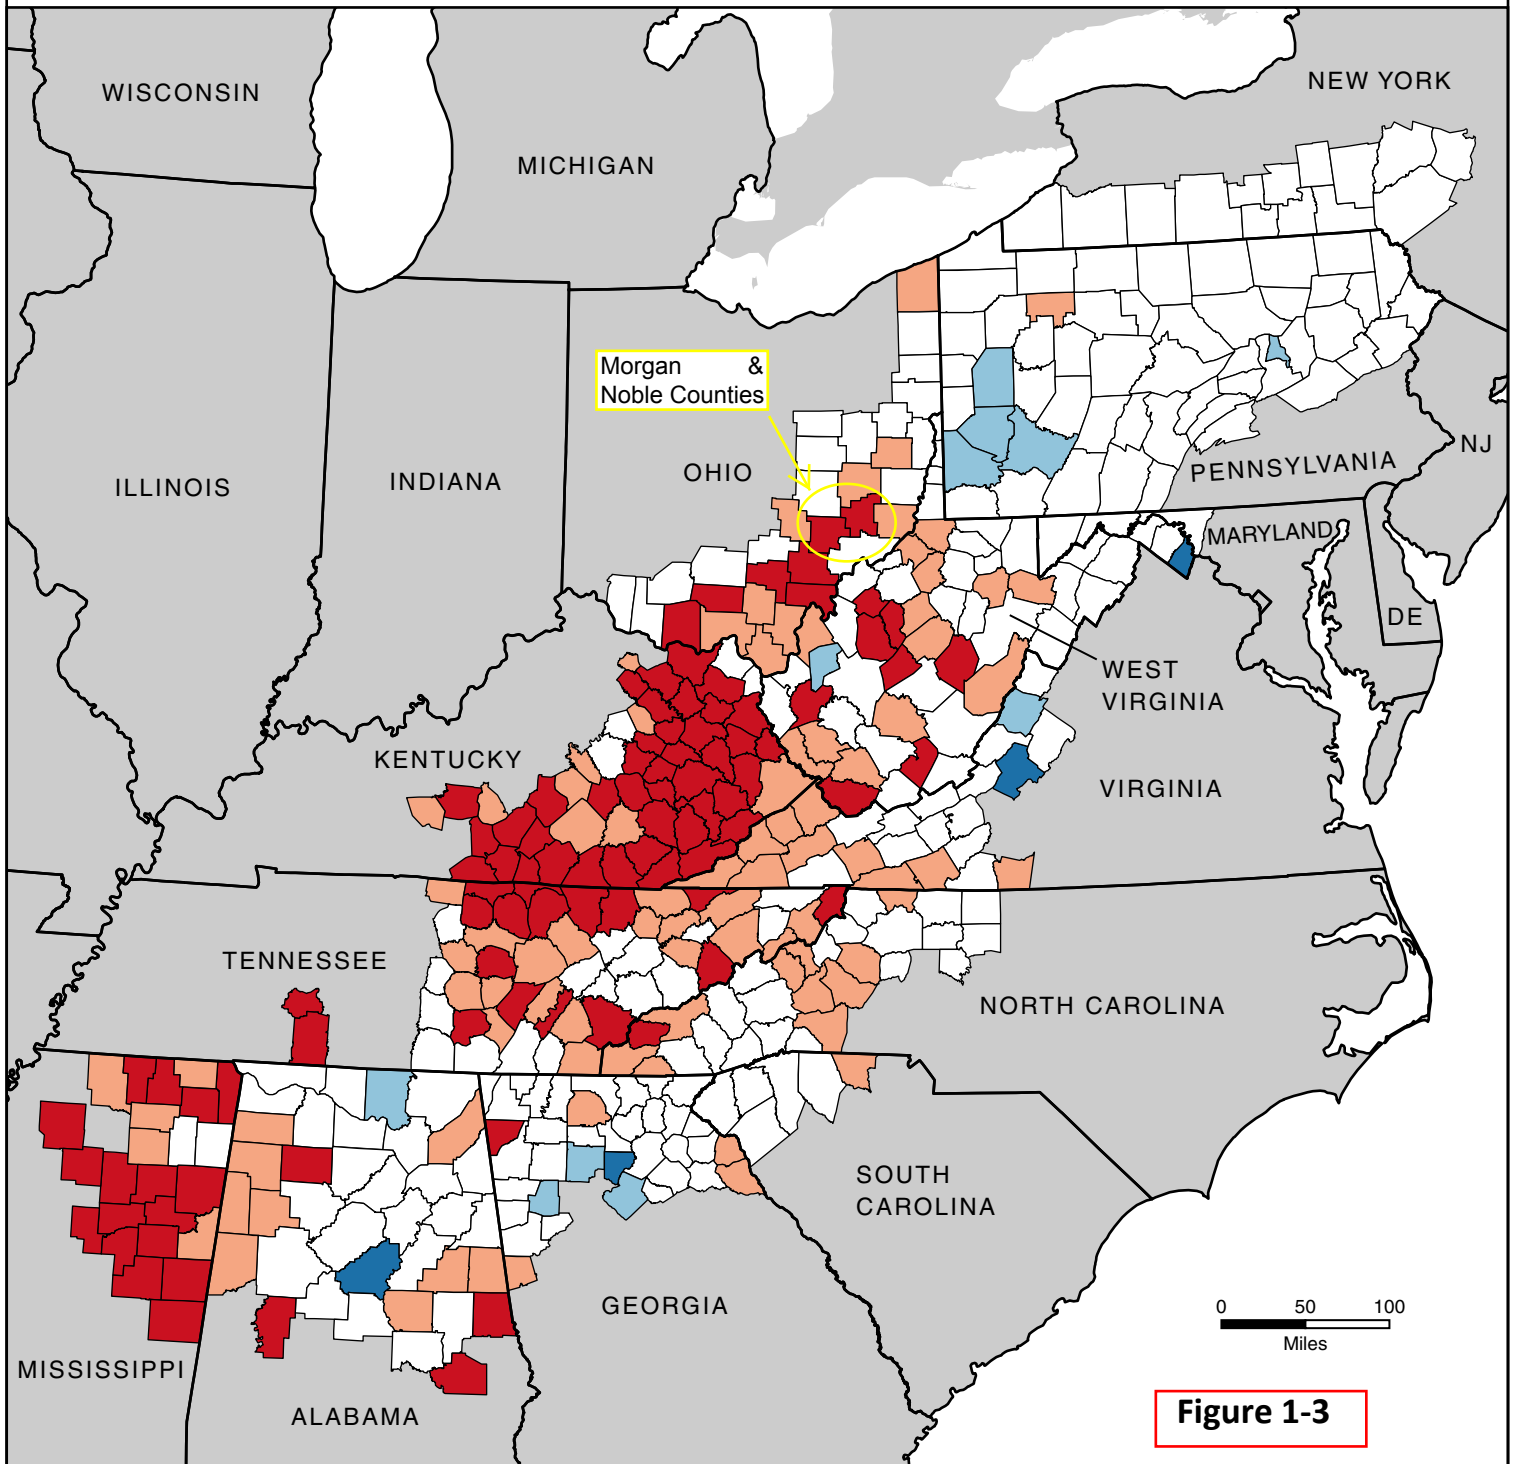 WISCONSIN
MICHIGAN
NEW YORK
Morgan &
Noble Counties
ILLINOIS
INDIANA
OHIO
PENNSYLVANIA
NJ
MARYLAND
DE
WEST
VIRGINIA
KENTUCKY
VIRGINIA
TENNESSEE
NORTH CAROLINA
SOUTH
CAROLINA
GEORGIA
MISSISSIPPI
ALABAMA
0 50 100
Miles
Figure 1-3